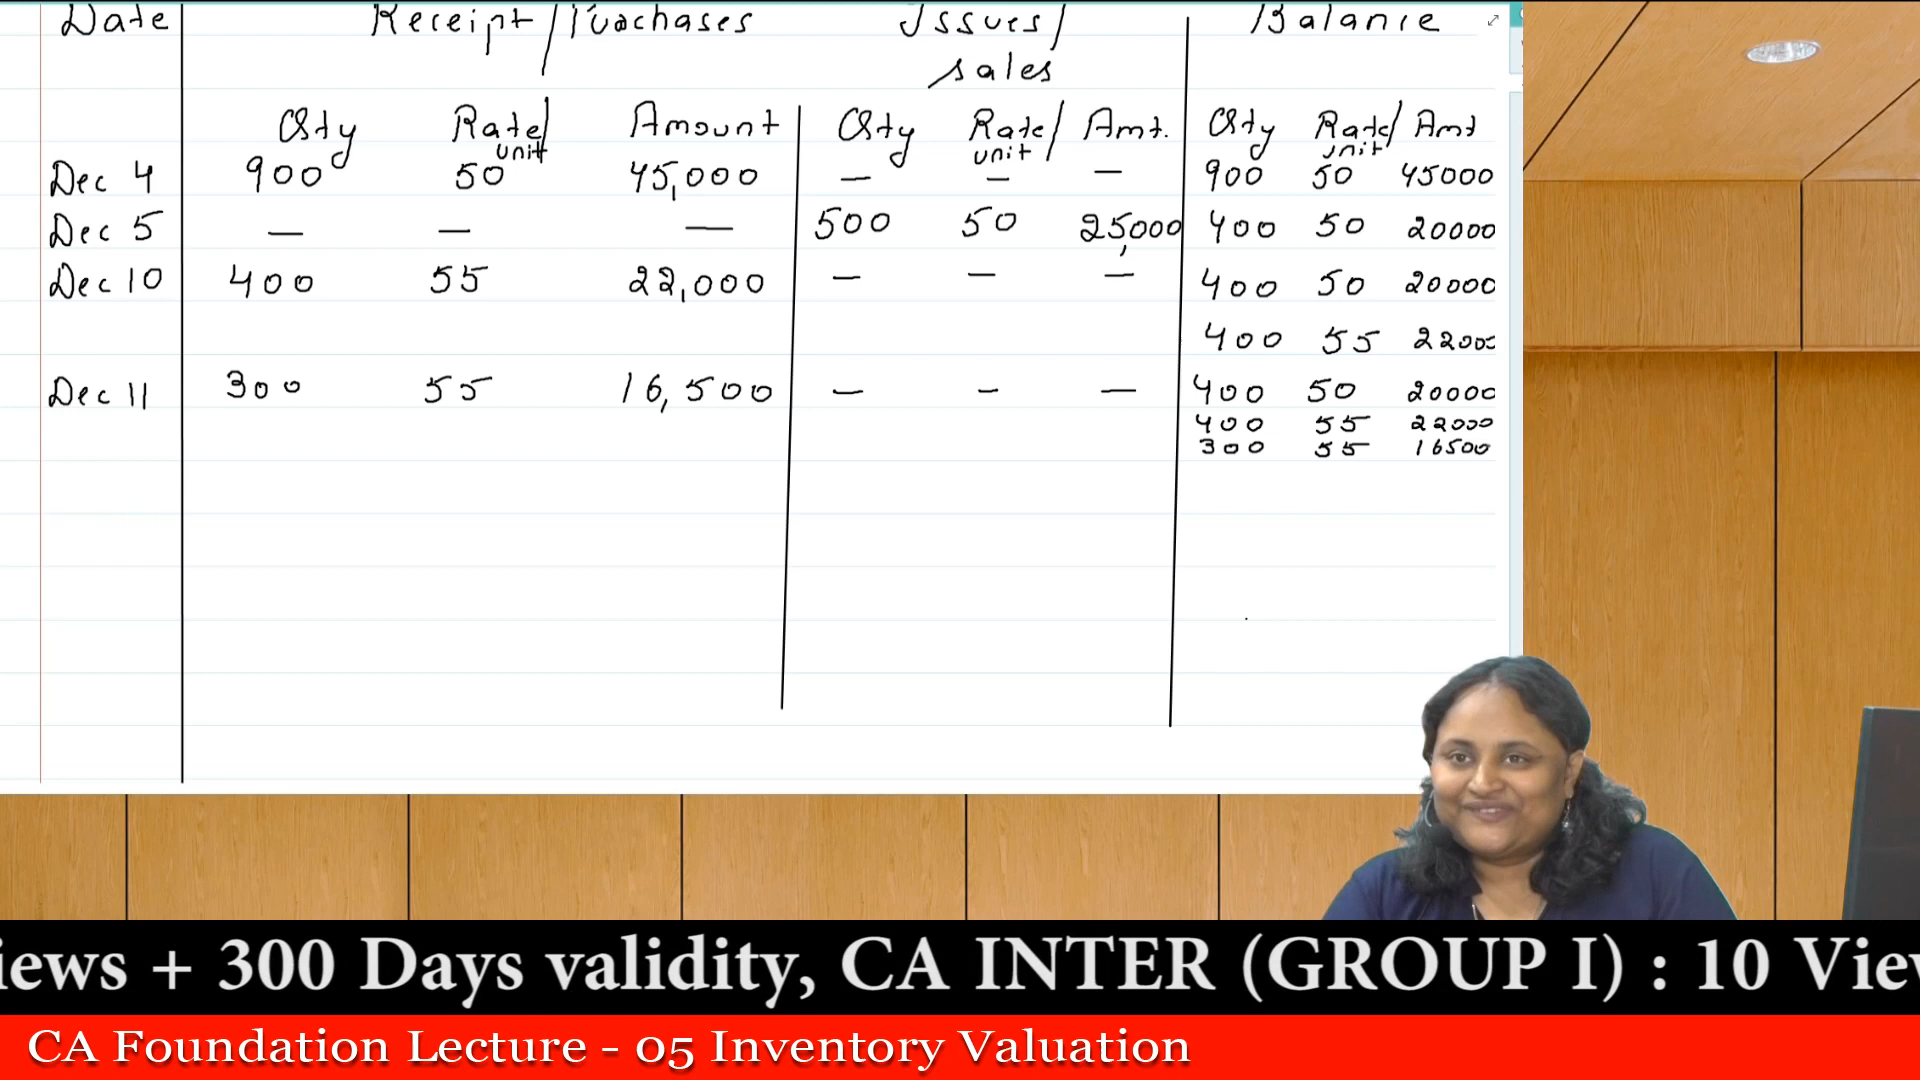 Date Receipt/Purchases Issues/ Balance
sales
Qty Rate/ Amount Qty Rate/ Amt. Qty Rate/ Amt
unit unit unit
Dec 4 900 50 45,000 — — — 900 50 45000
Dec 5 — — — 500 50 25,000 400 50 20000
Dec 10 400 55 22,000 — — — 400 50 20000
400 55 22000
Dec 11 300 55 16,500 — - — 400 50 20000
400 55 22000
300 55 16500
iews + 300 Days validity, CA INTER (GROUP I) : 10 View
CA Foundation Lecture - 05 Inventory Valuation